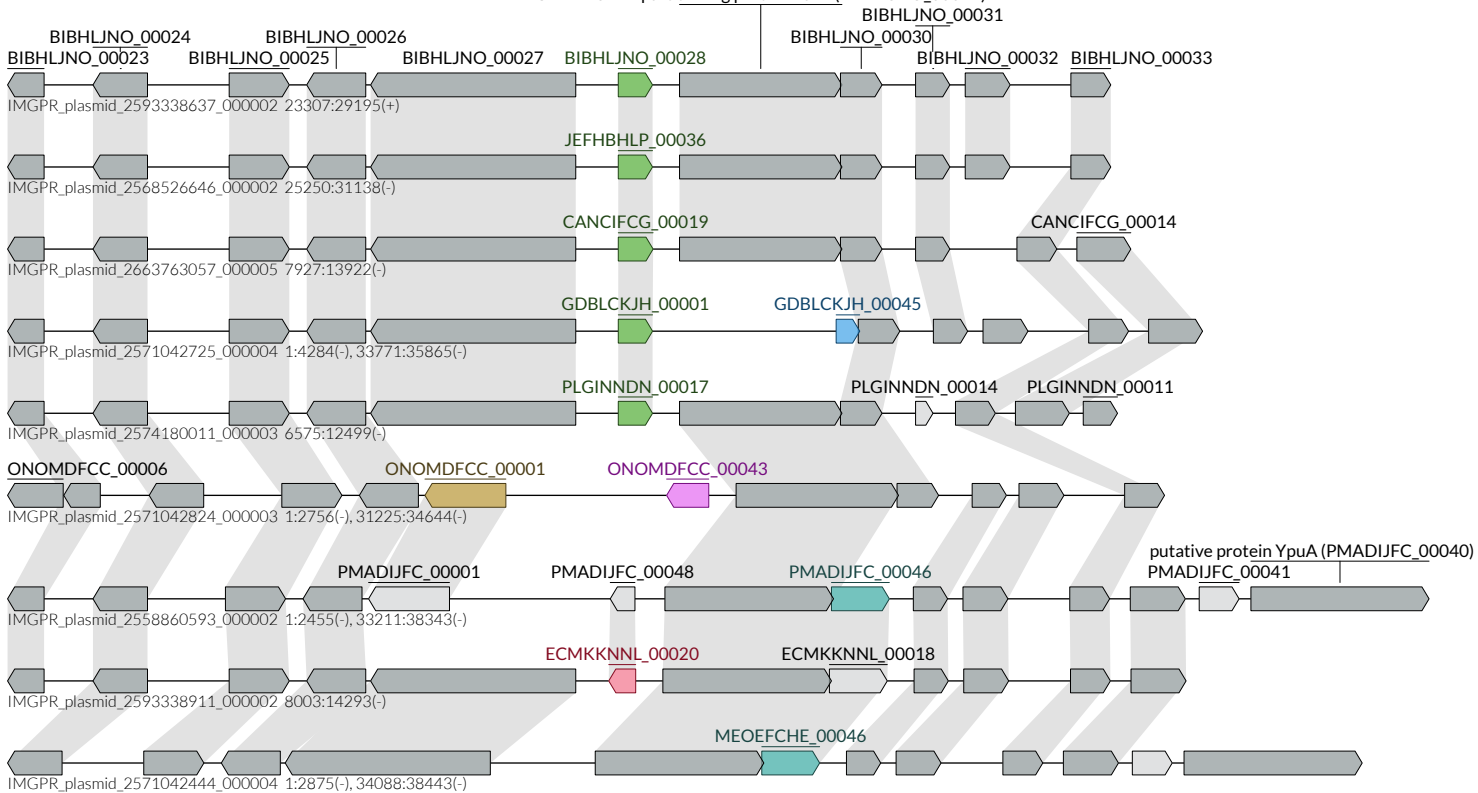 BIBHLJNO_00031
BIBHLJNO_00024 BIBHLJNO_00026 BIBHLJNO_00030
BIBHLJNO_00023 BIBHLJNO_00025 BIBHLJNO_00027 BIBHLJNO_00028 BIBHLJNO_00032 BIBHLJNO_00033
IMGPR_plasmid_2593338637_000002 23307:29195(+)
JEFHBHLP_00036
IMGPR_plasmid_2568526646_000002 25250:31138(-)
CANCIFCG_00019 CANCIFCG_00014
IMGPR_plasmid_2663763057_000005 7927:13922(-)
GDBLCKJH_00001 GDBLCKJH_00045
IMGPR_plasmid_2571042725_000004 1:4284(-), 33771:35865(-)
PLGINNDN_00017 PLGINNDN_00014 PLGINNDN_00011
IMGPR_plasmid_2574180011_000003 6575:12499(-)
ONOMDFCC_00006 ONOMDFCC_00001 ONOMDFCC_00043
IMGPR_plasmid_2571042824_000003 1:2756(-), 31225:34644(-)
putative protein YpuA (PMADIJFC_00040)
PMADIJFC_00001 PMADIJFC_00048 PMADIJFC_00046 PMADIJFC_00041
IMGPR_plasmid_2558860593_000002 1:2455(-), 33211:38343(-)
ECMKKNNL_00020 ECMKKNNL_00018
IMGPR_plasmid_2593338911_000002 8003:14293(-)
MEOEFCHE_00046
IMGPR_plasmid_2571042444_000004 1:2875(-), 34088:38443(-)